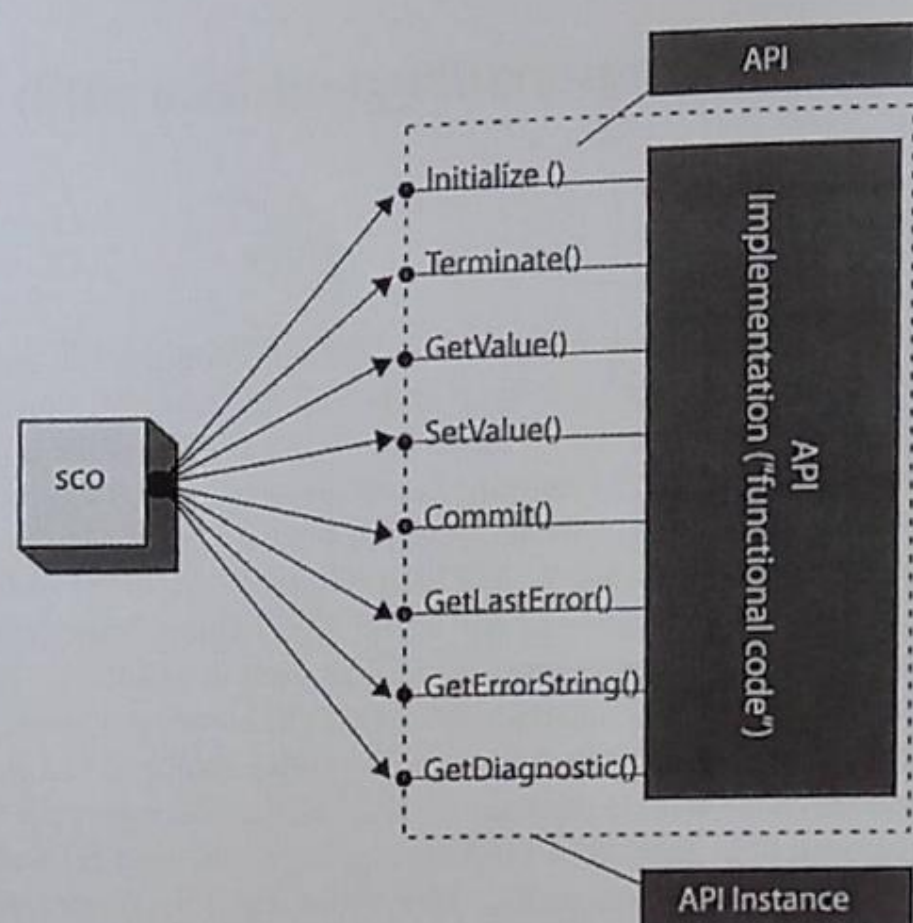 API
Initialize ()
Terminate()
GetValue()
SetValue()
Commit()
GetLastError()
GetErrorString()
GetDiagnostic()
SCO
API
Implementation ("functional code")
API Instance